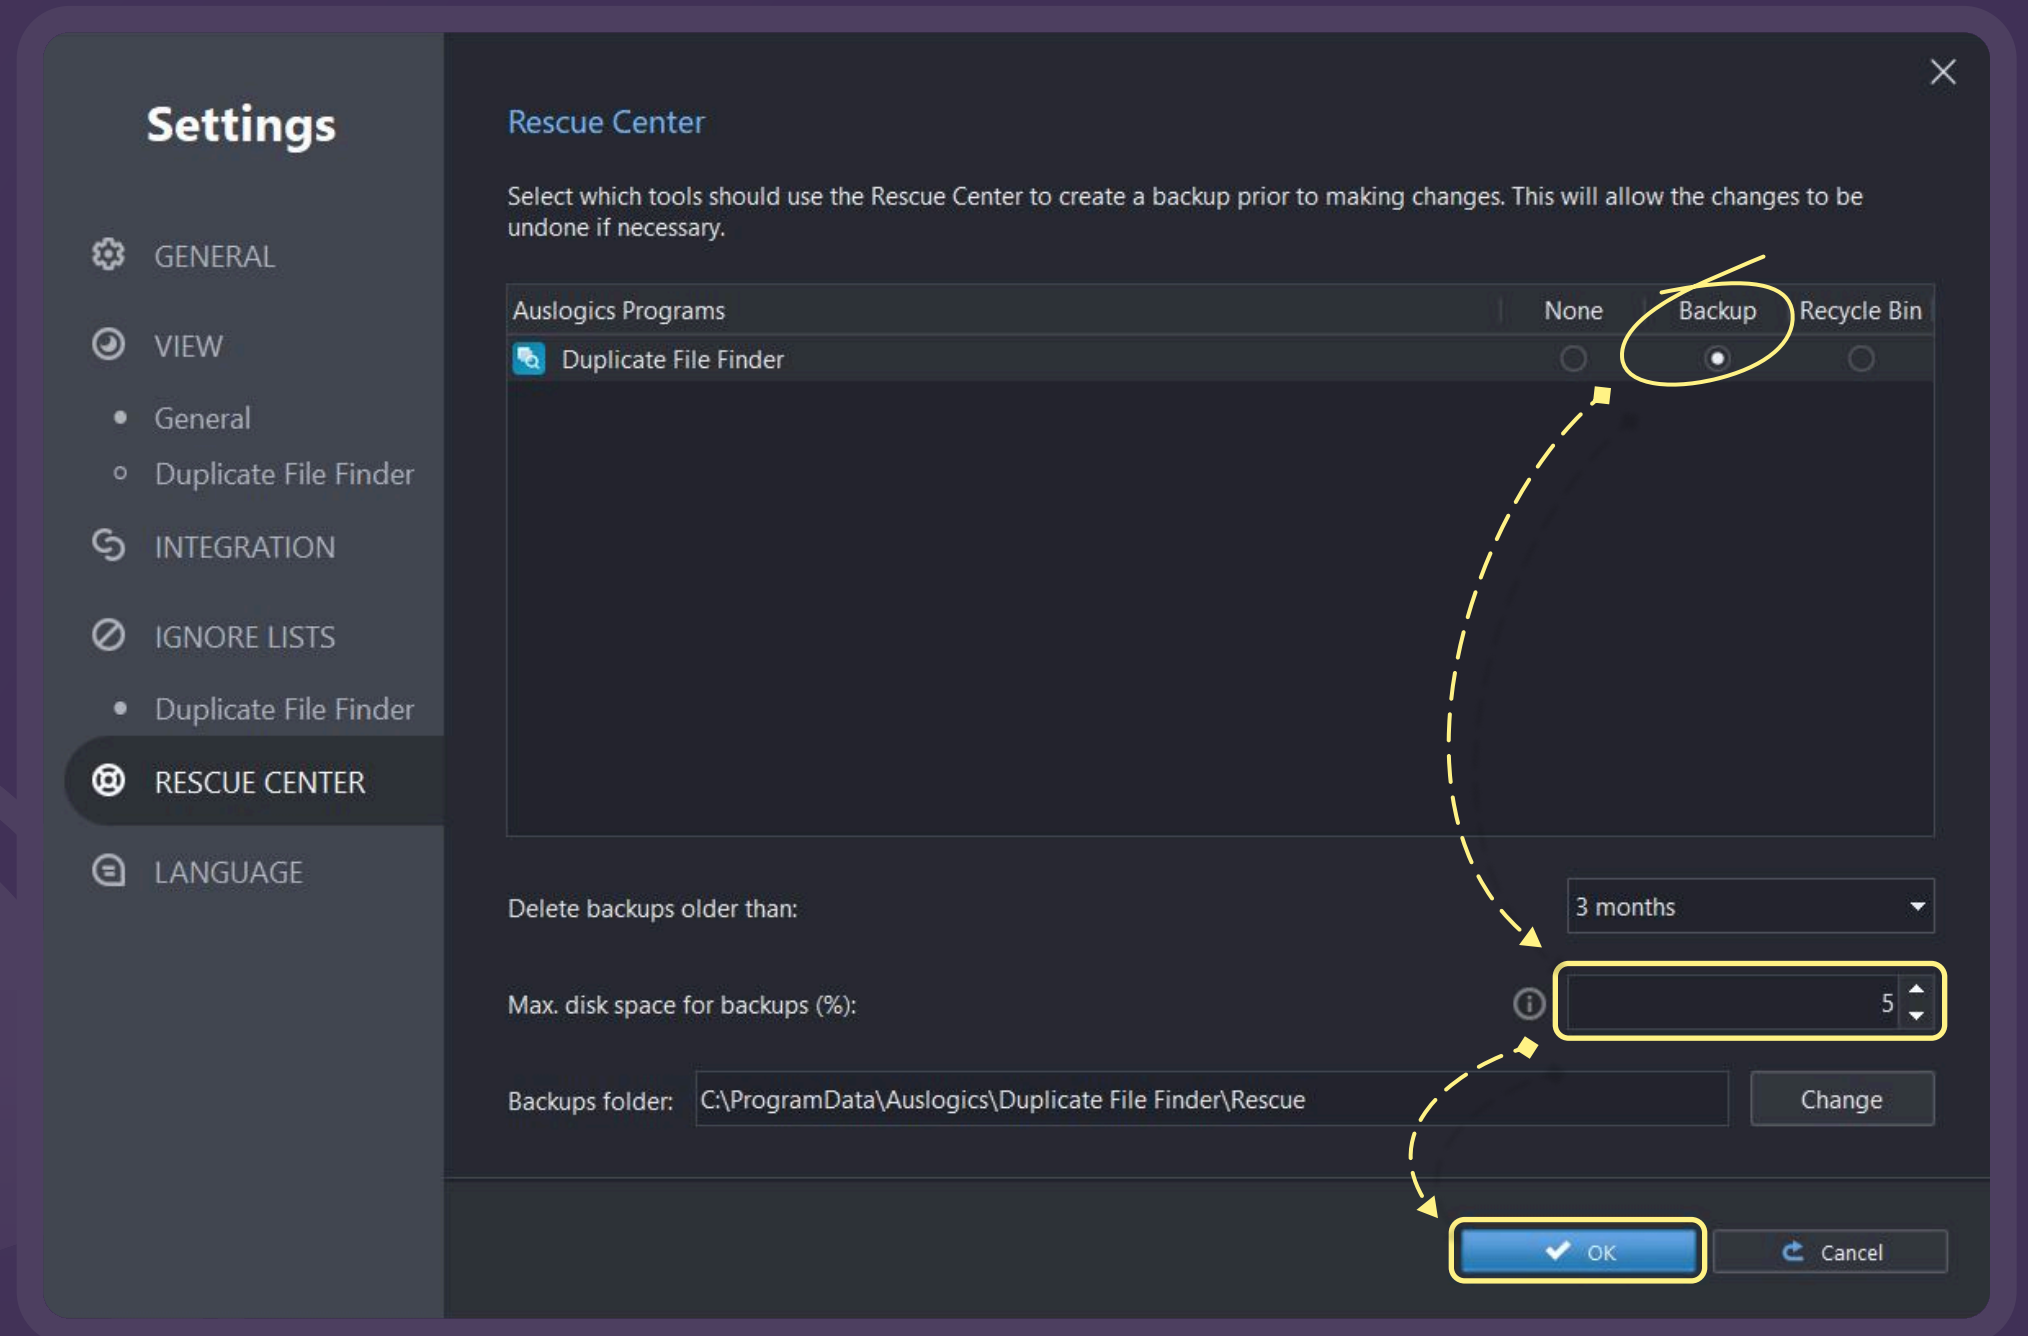 Settings
GENERAL
VIEW
General
Duplicate File Finder
INTEGRATION
IGNORE LISTS
Duplicate File Finder
RESCUE CENTER
LANGUAGE
Rescue Center
Select which tools should use the Rescue Center to create a backup prior to making changes. This will allow the changes to be
undone if necessary.
Auslogics Programs None Backup Recycle Bin
Duplicate File Finder
Delete backups older than: 3 months
Max. disk space for backups (%): 5
Backups folder: C:\ProgramData\Auslogics\Duplicate File Finder\Rescue Change
OK Cancel